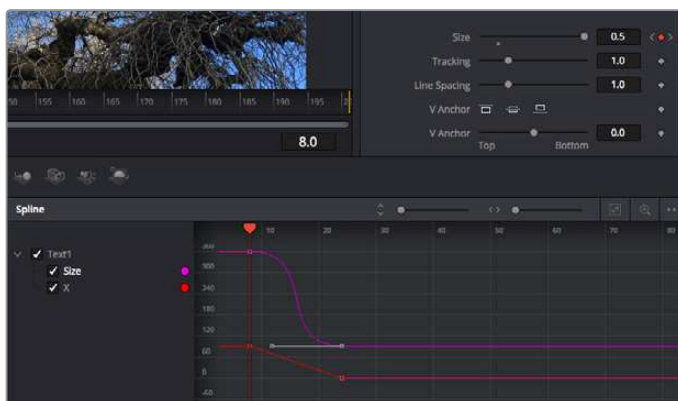 Size 0.5
Tracking 1.0
Line Spacing 1.0
V Anchor
V Anchor 0.0
Top Bottom
155 160 165 170 175 180 185 190 195
8.0
Spline
10 20 30 40 50 60 70 80
Text1
Size
X
300
240
180
120
60
0
-60